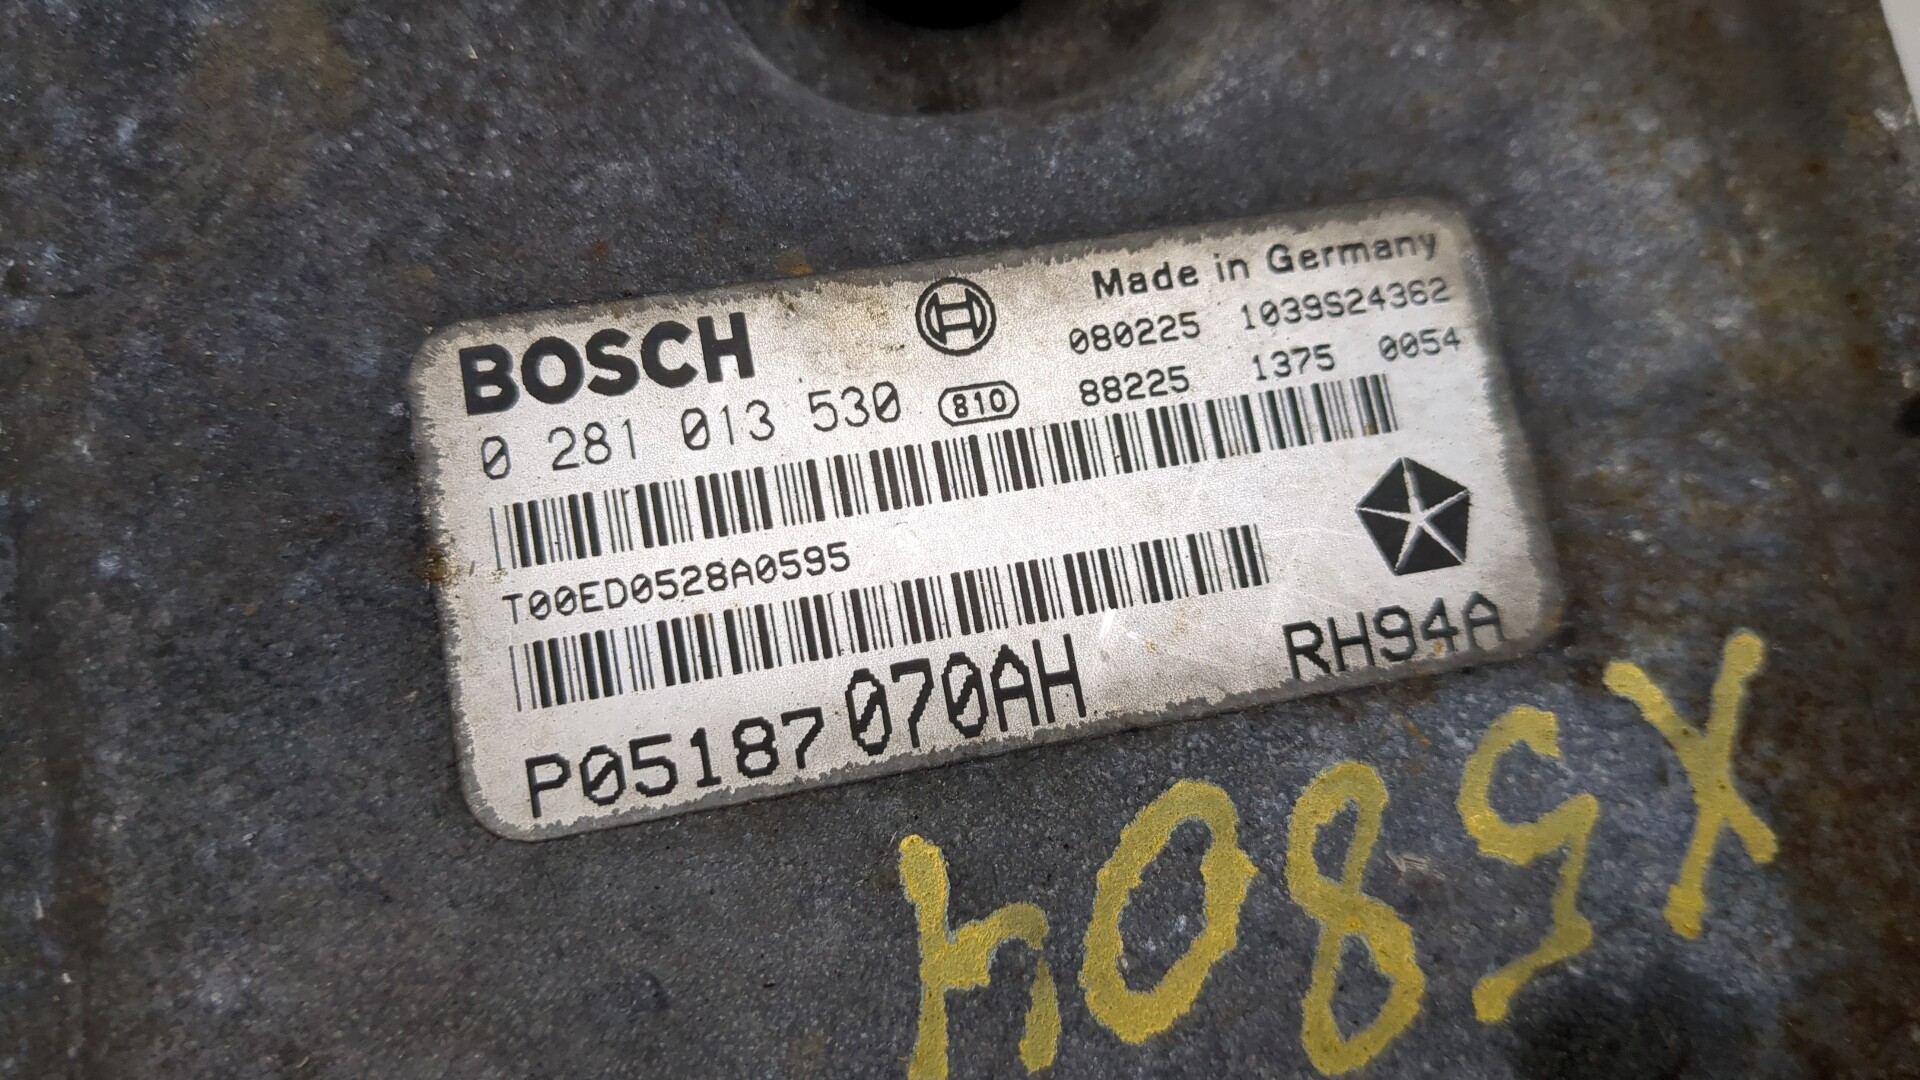 BOSCH
Made in Germany
080225 1039S24362
0 281 013 530 810 88225 1375 0054
T00ED0528A0595
P05187070AH RH94A
X5804